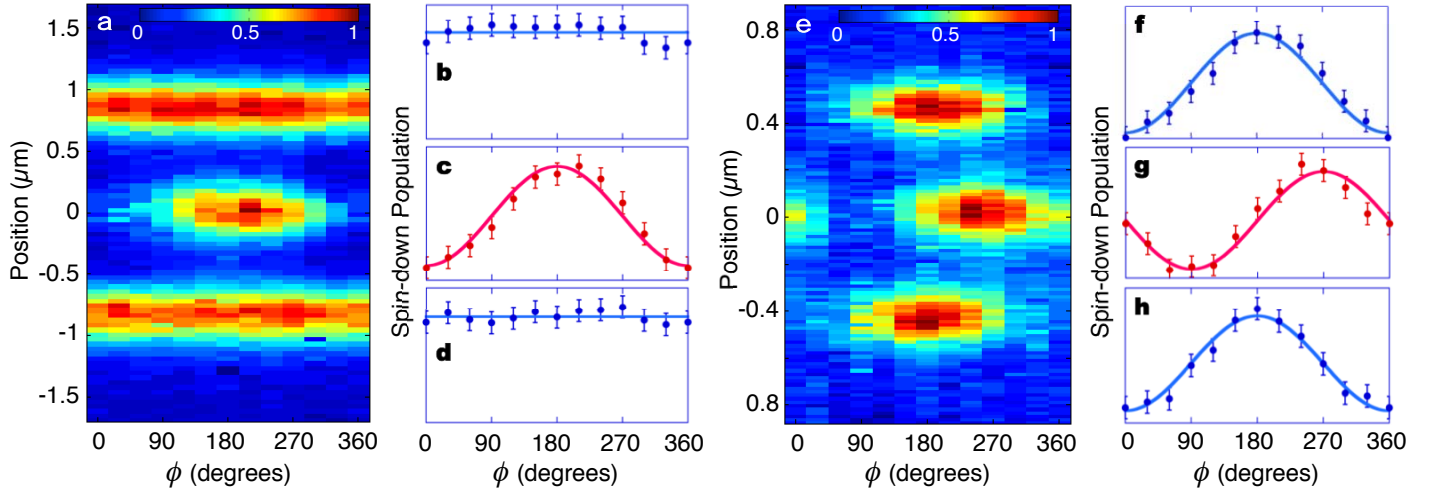 a
0 0.5 1
1.5
1
0.5
0
-0.5
-1
-1.5
Position (µm)
0 90 180 270 360
ϕ (degrees)
b
c
d
Spin-down Population
0 90 180 270 360
ϕ (degrees)
e
0 0.5 1
0.8
0.4
0
-0.4
0.8
Position (µm)
0 90 180 270 360
ϕ (degrees)
f
g
h
Spin-down Population
0 90 180 270 360
ϕ (degrees)